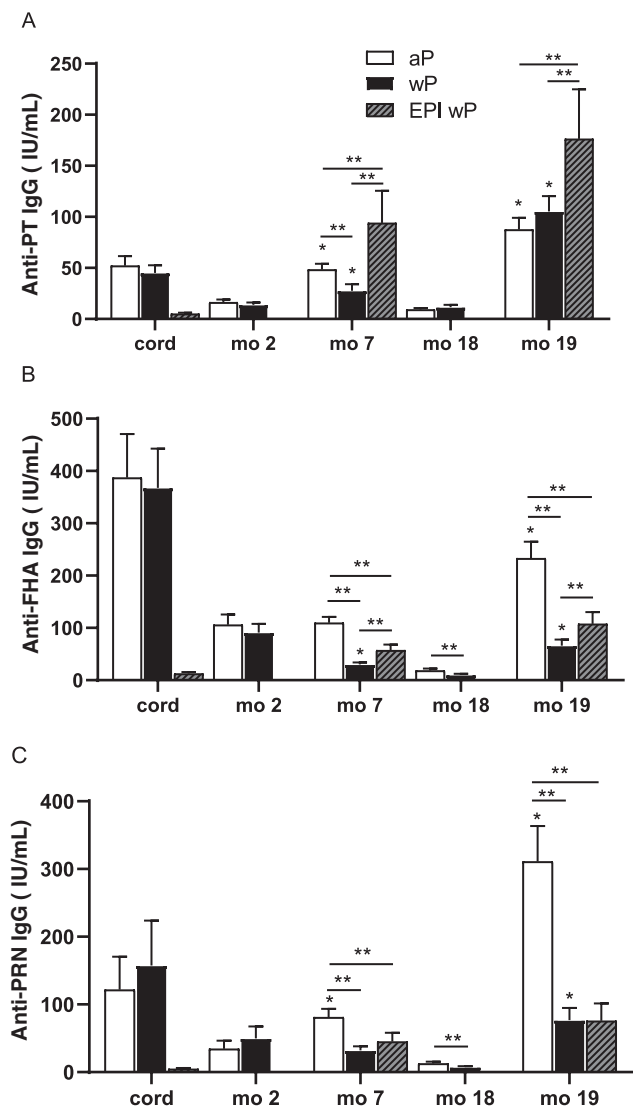 A
aP
wP
EPI wP
Anti-PT IgG ( IU/mL)
250
200
150
100
50
0
** ** ** * * ** ** * *
cord mo 2 mo 7 mo 18 mo 19
B
Anti-FHA IgG ( IU/mL)
500
400
300
200
100
0
** ** ** * ** ** ** ** * *
cord mo 2 mo 7 mo 18 mo 19
C
Anti-PRN IgG ( IU/mL)
400
300
200
100
0
** ** * ** ** ** * *
cord mo 2 mo 7 mo 18 mo 19